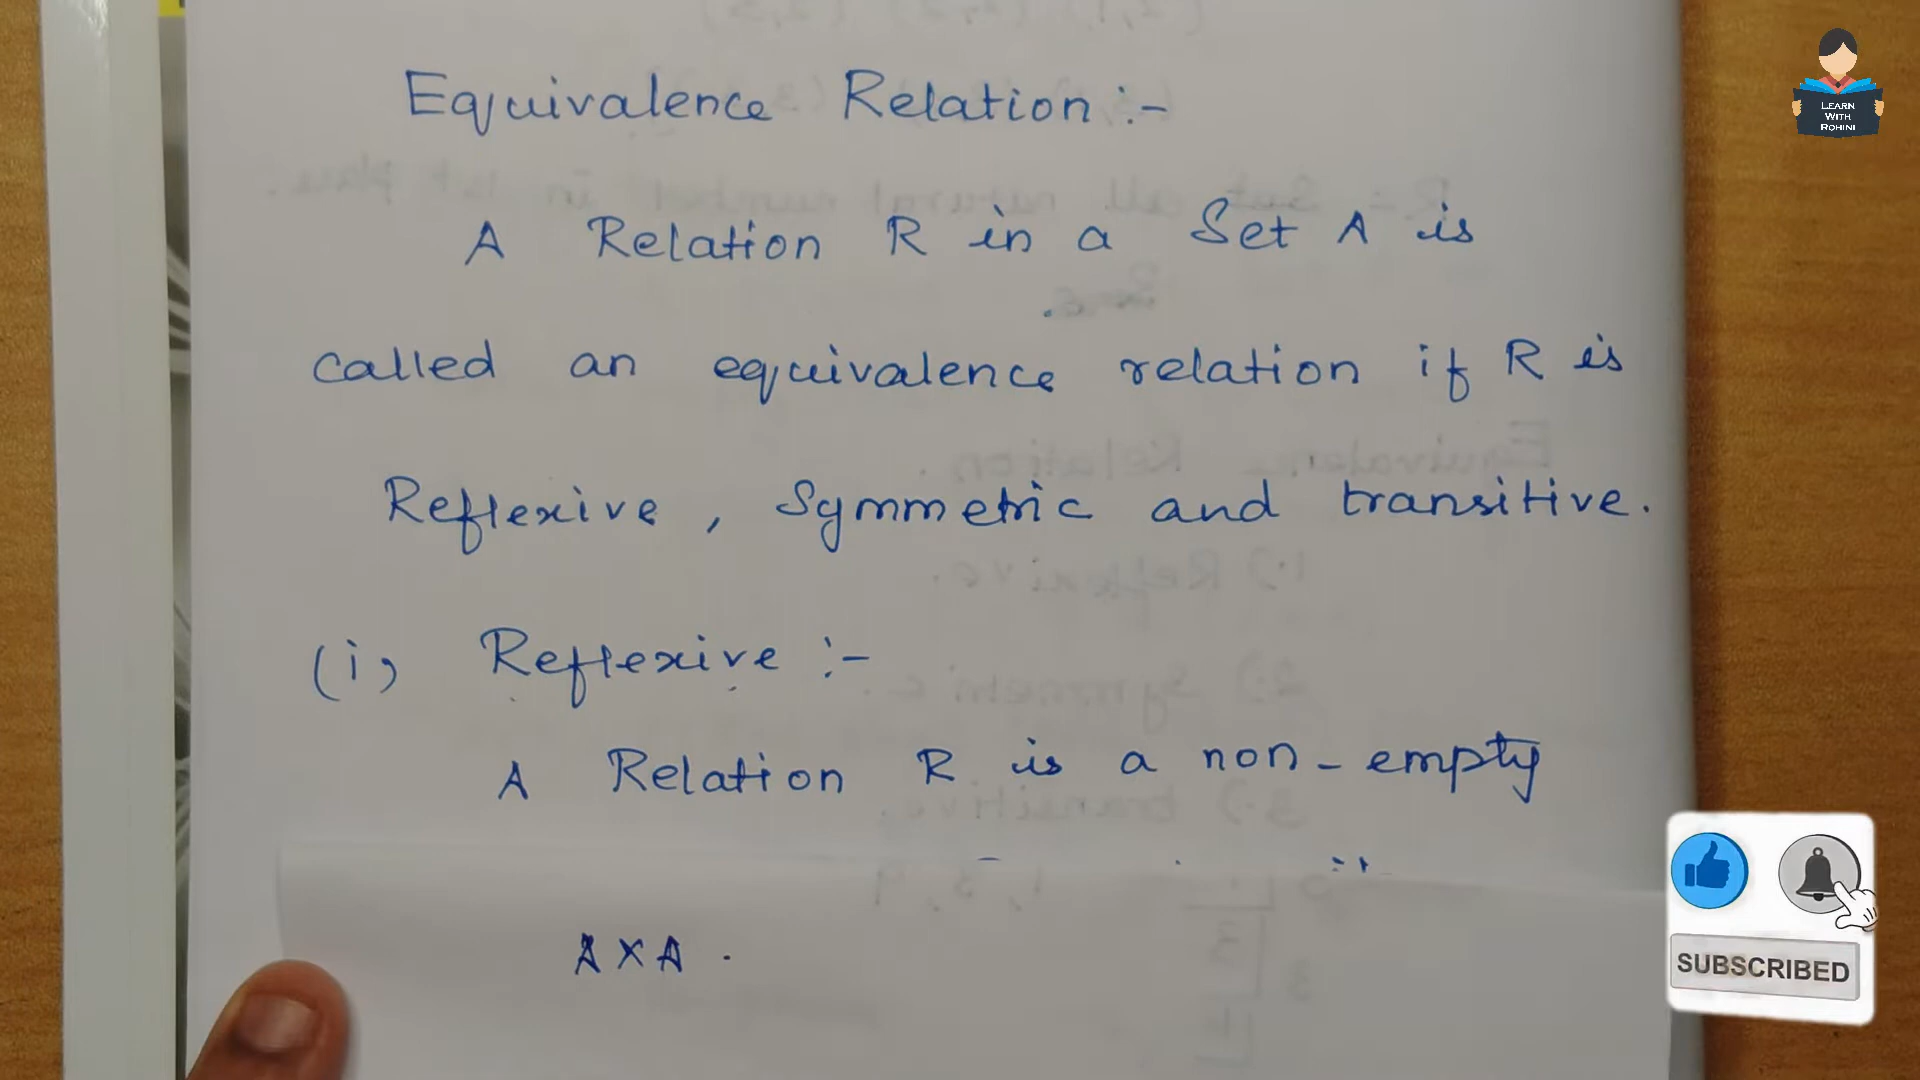 Equivalence Relation :-
A Relation R in a Set A is
called an equivalence relation if R is
Reflexive, Symmetric and transitive.
(i) Reflexive :-
A Relation R is a non-empty
A×A.
LEARN
WITH
ROHINI
SUBSCRIBED